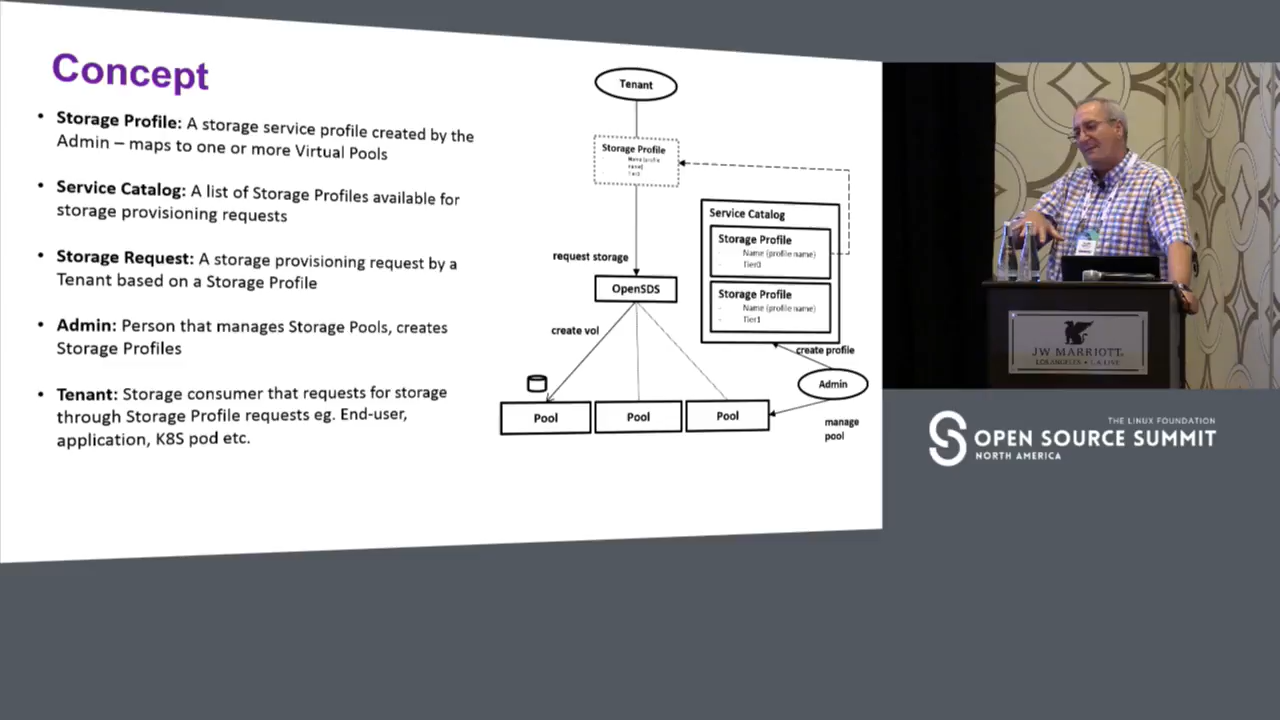 Concept
• Storage Profile: A storage service profile created by the
Admin – maps to one or more Virtual Pools
• Service Catalog: A list of Storage Profiles available for
storage provisioning requests
• Storage Request: A storage provisioning request by a
Tenant based on a Storage Profile
• Admin: Person that manages Storage Pools, creates
Storage Profiles
• Tenant: Storage consumer that requests for storage
through Storage Profile requests eg. End-user,
application, K8S pod etc.
Tenant
Storage Profile
request storage
OpenSDS
create vol
Pool
Pool
Pool
Service Catalog
Storage Profile
Name (profile name)
Tier0
Storage Profile
Name (profile name)
Tier1
create profile
Admin
manage
pool
JW MARRIOTT
LOS ANGELES • L.A. LIVE
THE LINUX FOUNDATION
OPEN SOURCE SUMMIT
NORTH AMERICA